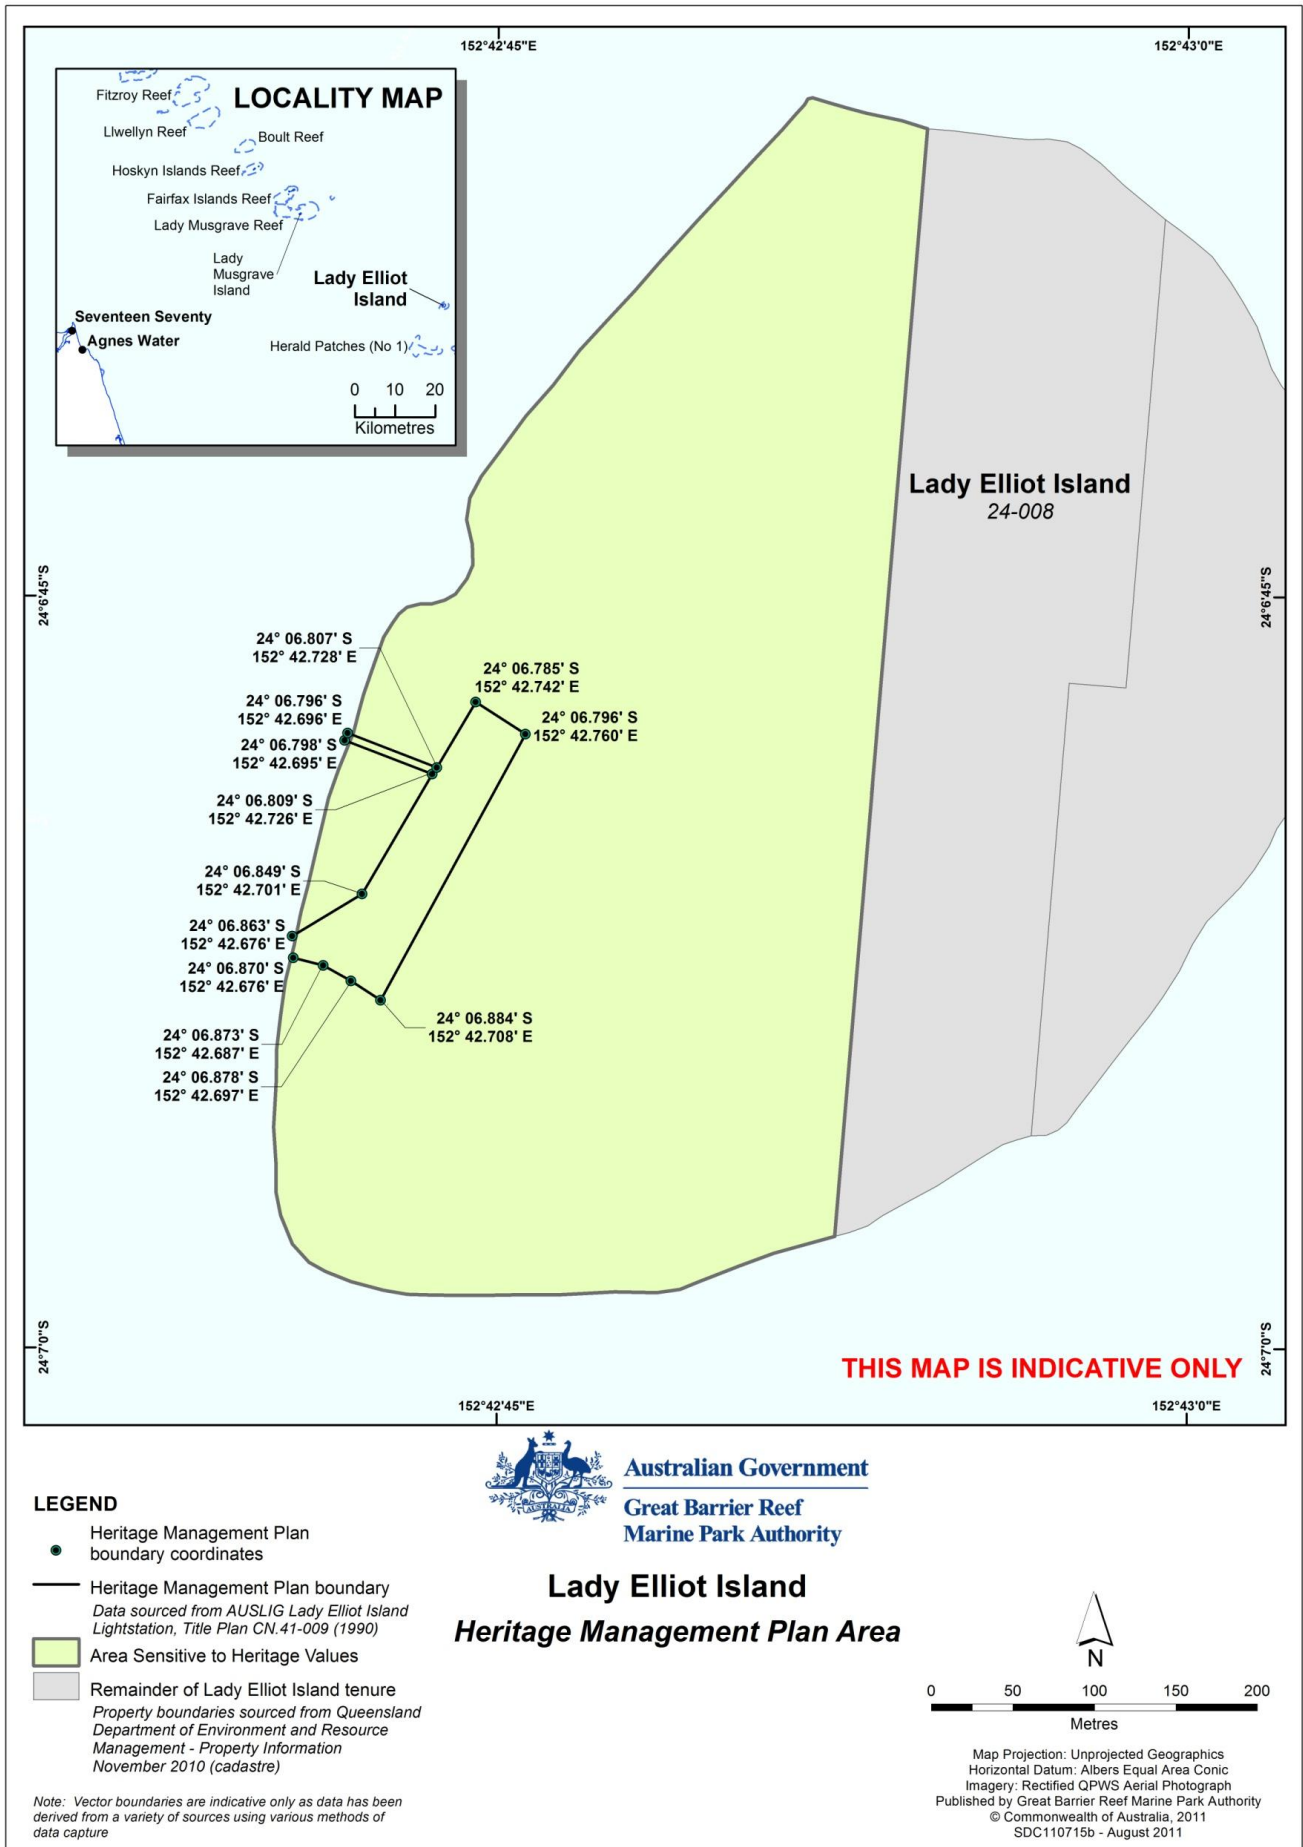 152°42'45"E
152°43'0"E
LOCALITY MAP
Fitzroy Reef
Llwellyn Reef
Boult Reef
Hoskyn Islands Reef
Fairfax Islands Reef
Lady Musgrave Reef
Lady
Musgrave
Island
Lady Elliot
Island
Seventeen Seventy
Agnes Water
Herald Patches (No 1)
0 10 20
Kilometres
Lady Elliot Island
24-008
24°6'45"S
24°6'45"S
24° 06.807' S
152° 42.728' E
24° 06.785' S
152° 42.742' E
24° 06.796' S
152° 42.696' E
24° 06.796' S
152° 42.760' E
24° 06.798' S
152° 42.695' E
24° 06.809' S
152° 42.726' E
24° 06.849' S
152° 42.701' E
24° 06.863' S
152° 42.676' E
24° 06.870' S
152° 42.676' E
24° 06.884' S
152° 42.708' E
24° 06.873' S
152° 42.687' E
24° 06.878' S
152° 42.697' E
24°7'0"S
24°7'0"S
THIS MAP IS INDICATIVE ONLY
152°42'45"E
152°43'0"E
AUSTRALIA
Australian Government
Great Barrier Reef
Marine Park Authority
LEGEND
Heritage Management Plan
boundary coordinates
Heritage Management Plan boundary
Data sourced from AUSLIG Lady Elliot Island
Lightstation, Title Plan CN.41-009 (1990)
Area Sensitive to Heritage Values
Remainder of Lady Elliot Island tenure
Property boundaries sourced from Queensland
Department of Environment and Resource
Management - Property Information
November 2010 (cadastre)
Note: Vector boundaries are indicative only as data has been
derived from a variety of sources using various methods of
data capture
Lady Elliot Island
Heritage Management Plan Area
N
0 50 100 150 200
Metres
Map Projection: Unprojected Geographics
Horizontal Datum: Albers Equal Area Conic
Imagery: Rectified QPWS Aerial Photograph
Published by Great Barrier Reef Marine Park Authority
© Commonwealth of Australia, 2011
SDC110715b - August 2011